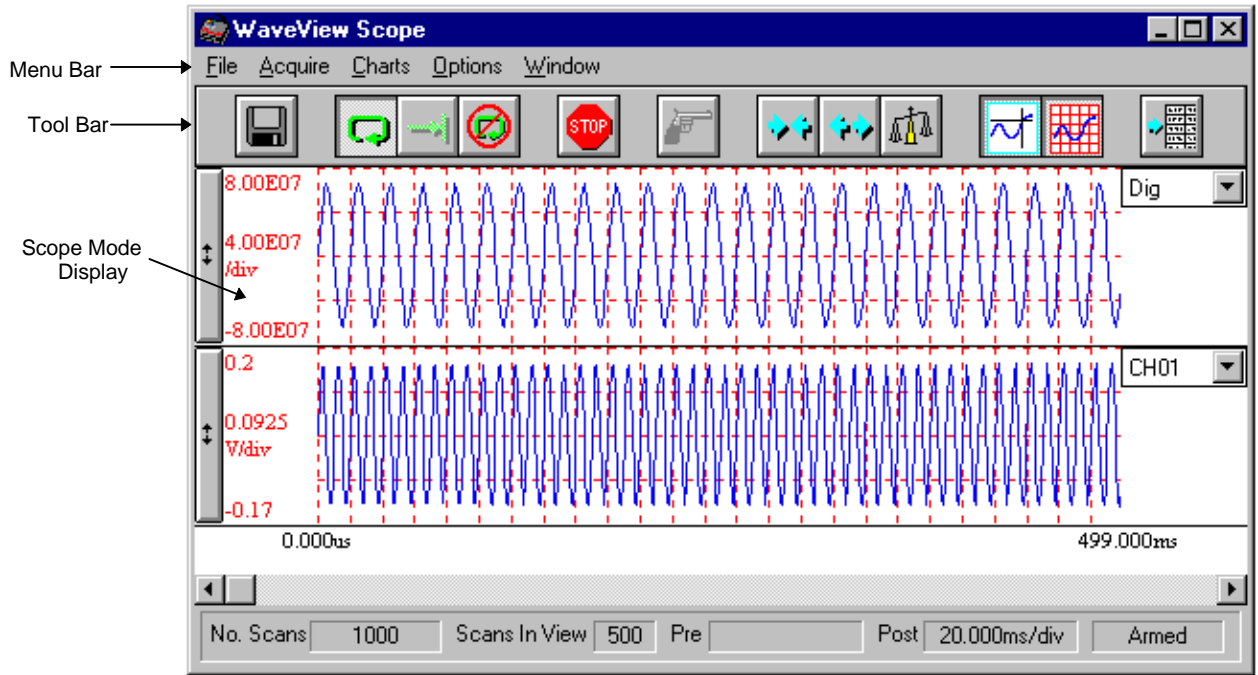 WaveView Scope
Menu Bar
File Acquire Charts Options Window
Tool Bar
STOP
8.00E07
Dig
Scope Mode
Display
4.00E07
/div
-8.00E07
0.2
CH01
0.0925
V/div
-0.17
0.000us 499.000ms
No. Scans 1000 Scans In View 500 Pre Post 20.000ms/div Armed